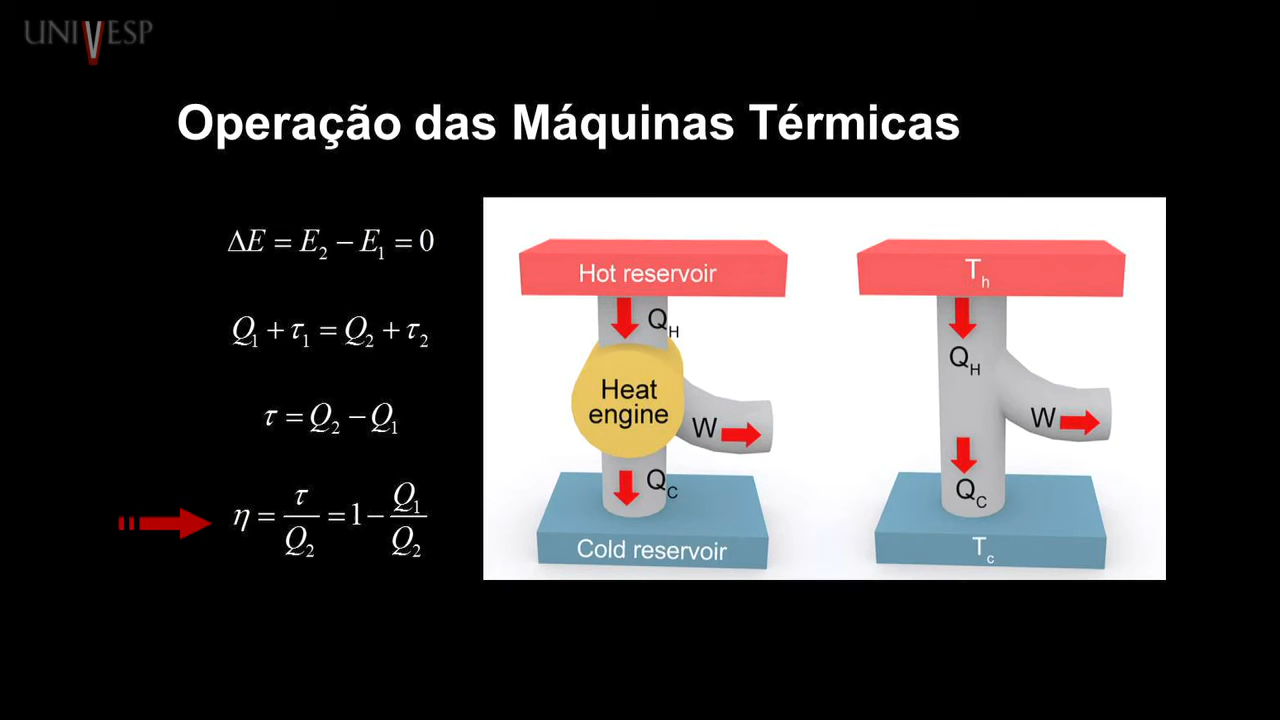 UNIVESP
Operação das Máquinas Térmicas
ΔE = E₂ − E₁ = 0
Q₁ + τ₁ = Q₂ + τ₂
τ = Q₂ − Q₁
η = τ/Q₂ = 1 − Q₁/Q₂
Hot reservoir
Q_H
Heat
engine
W
Q_C
Cold reservoir
T_h
Q_H
W
Q_C
T_c